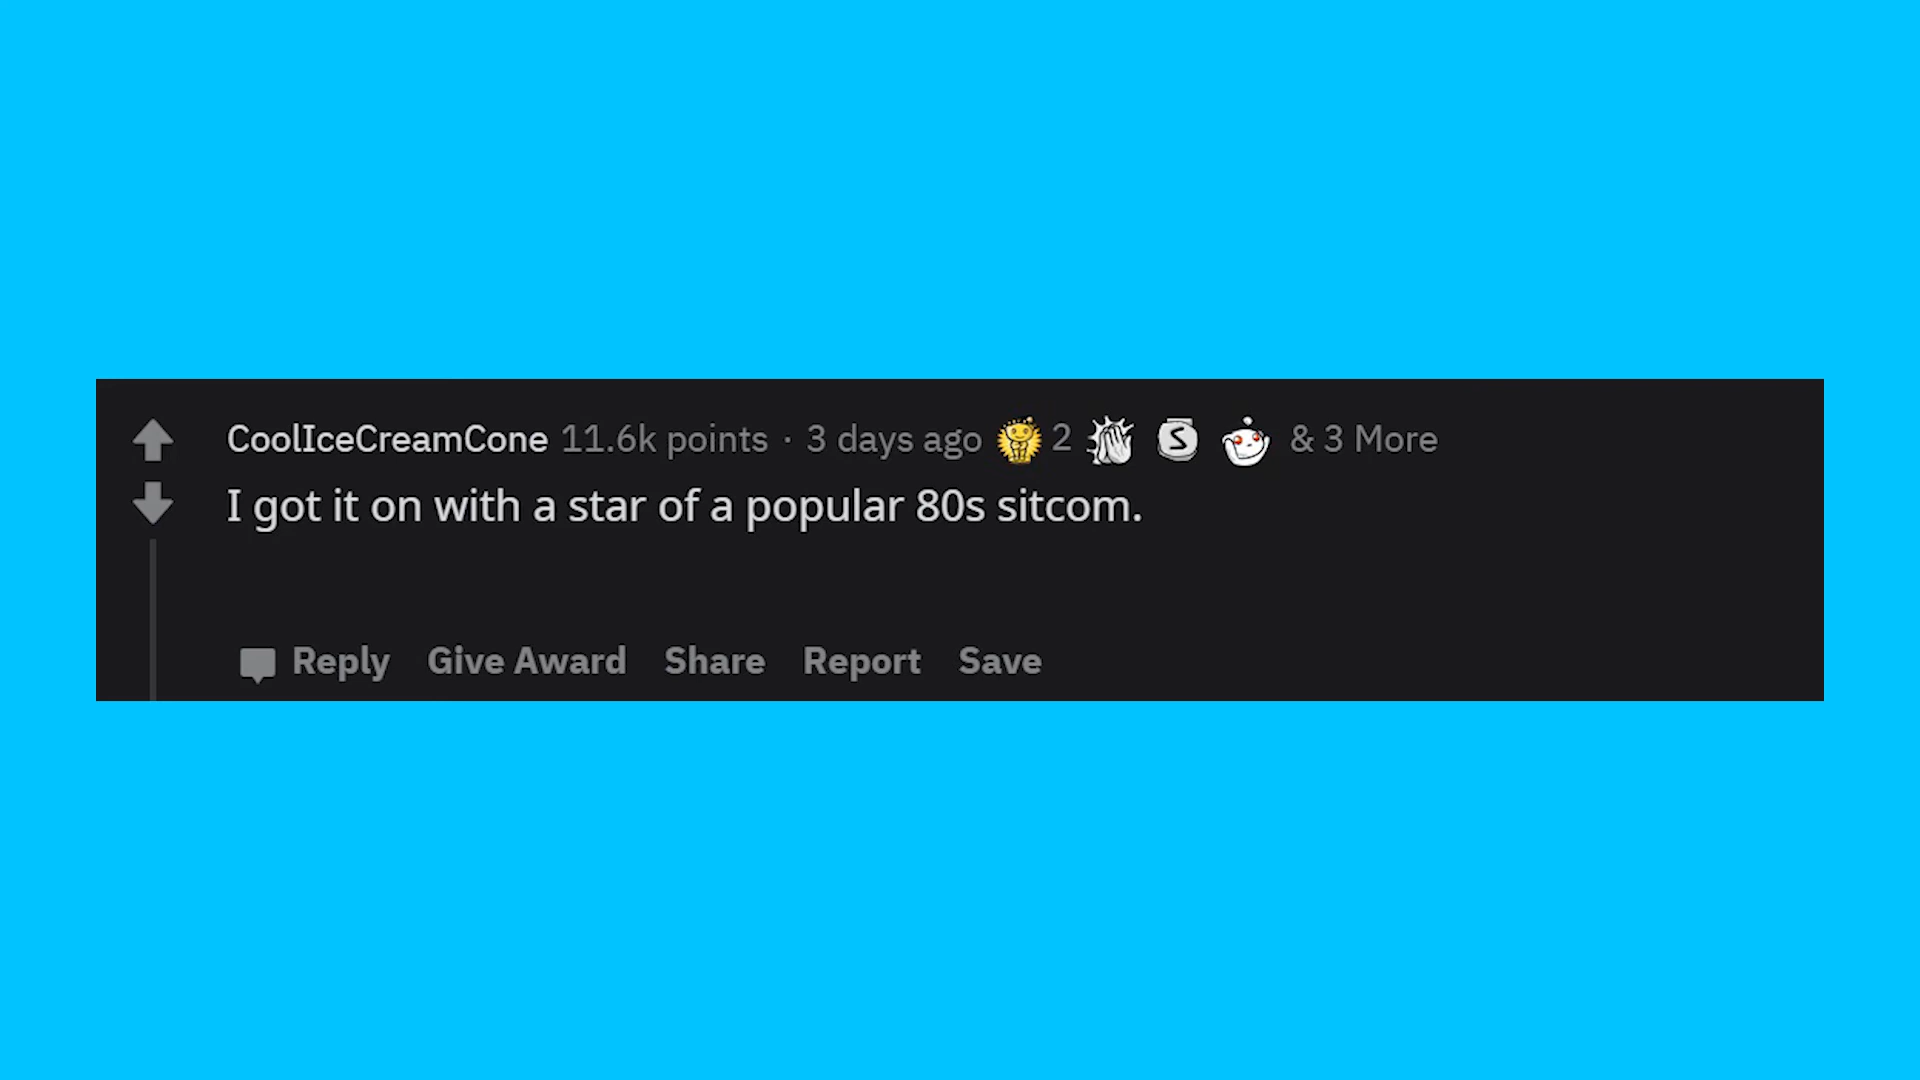 CoolIceCreamCone 11.6k points · 3 days ago 2 S & 3 More
I got it on with a star of a popular 80s sitcom.
Reply Give Award Share Report Save